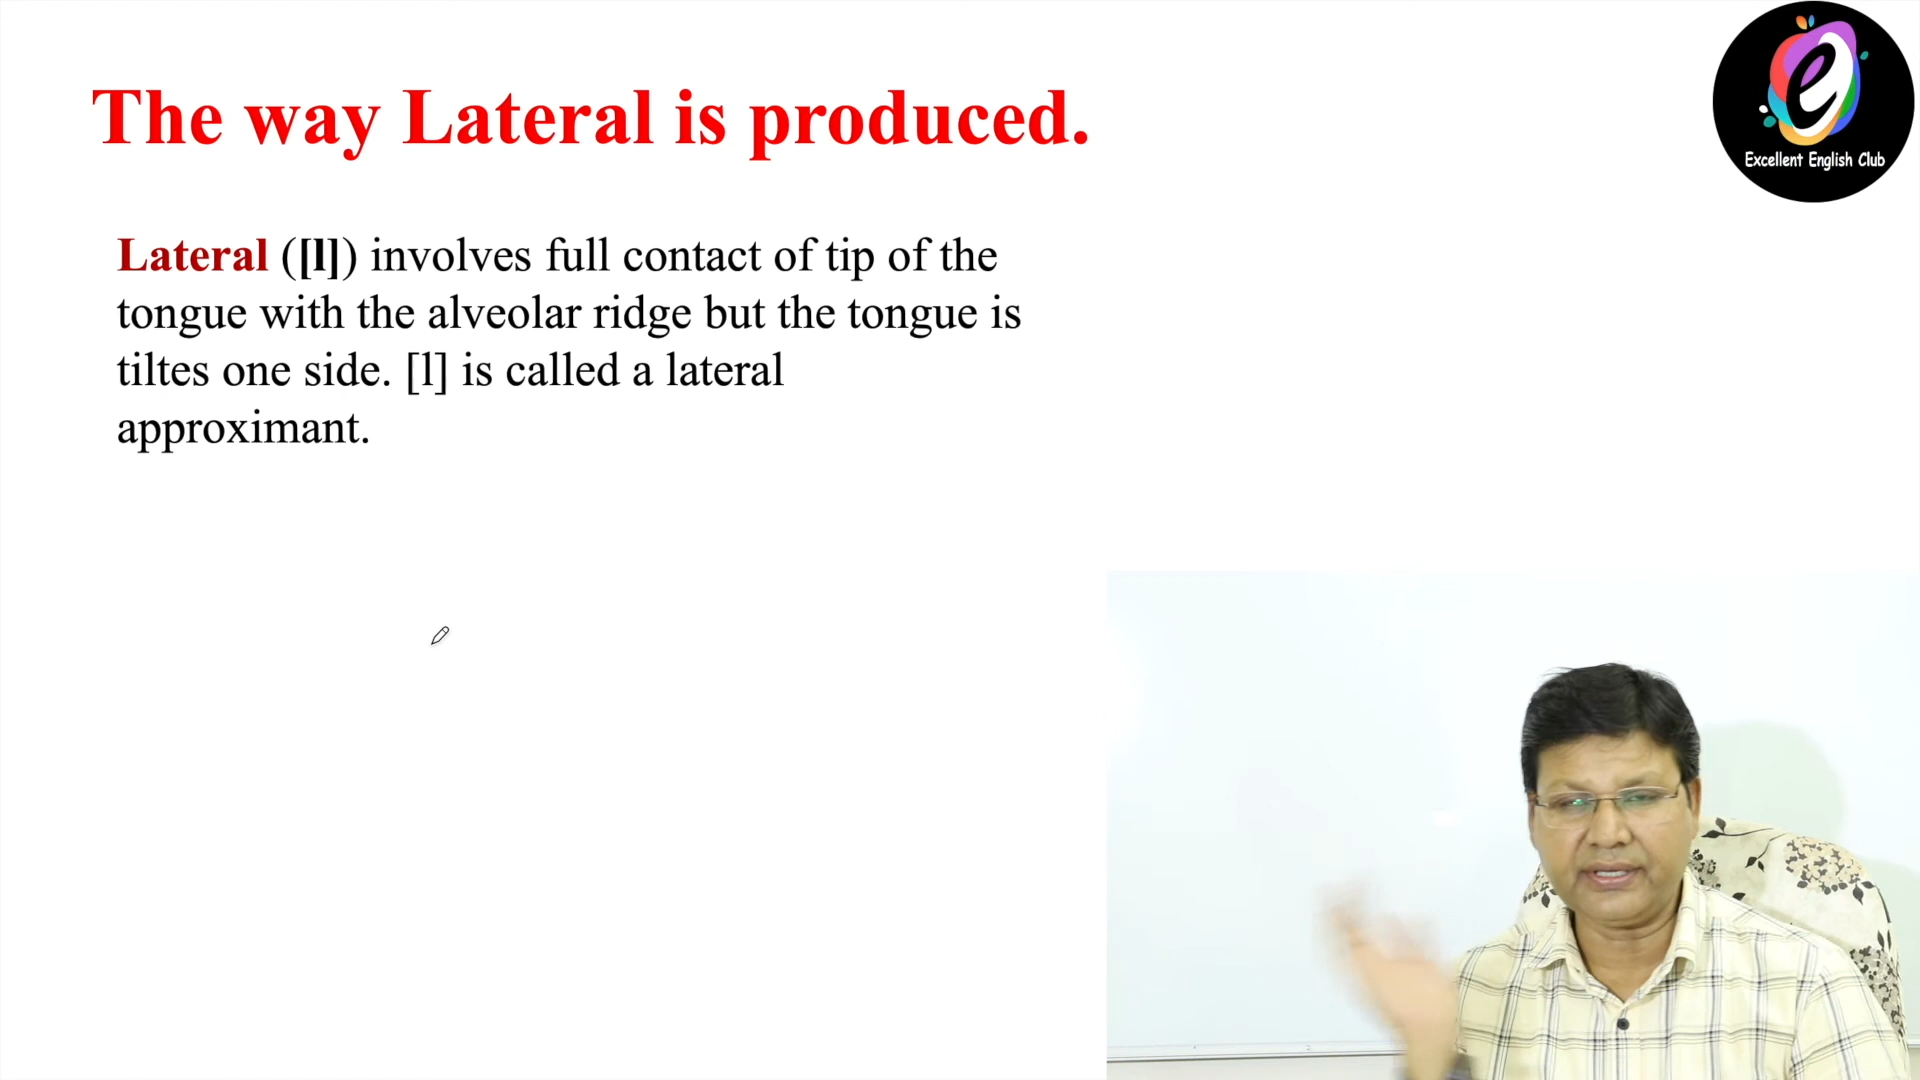 The way Lateral is produced.
Excellent English Club
Lateral ([l]) involves full contact of tip of the
tongue with the alveolar ridge but the tongue is
tiltes one side. [l] is called a lateral
approximant.